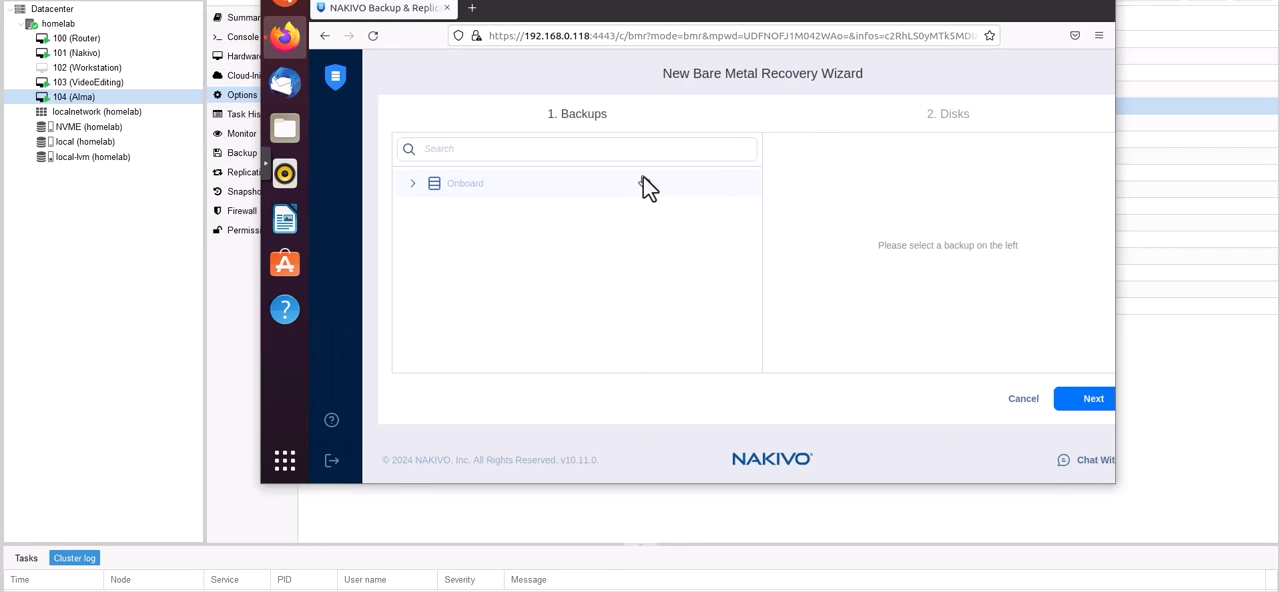 Datacenter
homelab
100 (Router)
101 (Nakivo)
102 (Workstation)
103 (VideoEditing)
104 (Alma)
localnetwork (homelab)
NVME (homelab)
local (homelab)
local-lvm (homelab)
Summar
Console
Hardwar
Cloud-Ini
Options
Task His
Monitor
Backup
Replicat
Snapsho
Firewall
Permiss
NAKIVO Backup & Replic
https://192.168.0.118:4443/c/bmr?mode=bmr&mpwd=UDFNOFJ1M042WAo=&infos=c2RhLS0yMTk5MD
New Bare Metal Recovery Wizard
1. Backups
2. Disks
Search
Onboard
Please select a backup on the left
Cancel
Next
© 2024 NAKIVO, Inc. All Rights Reserved. v10.11.0.
NAKIVO®
Chat Wit
Tasks
Cluster log
Time
Node
Service
PID
User name
Severity
Message